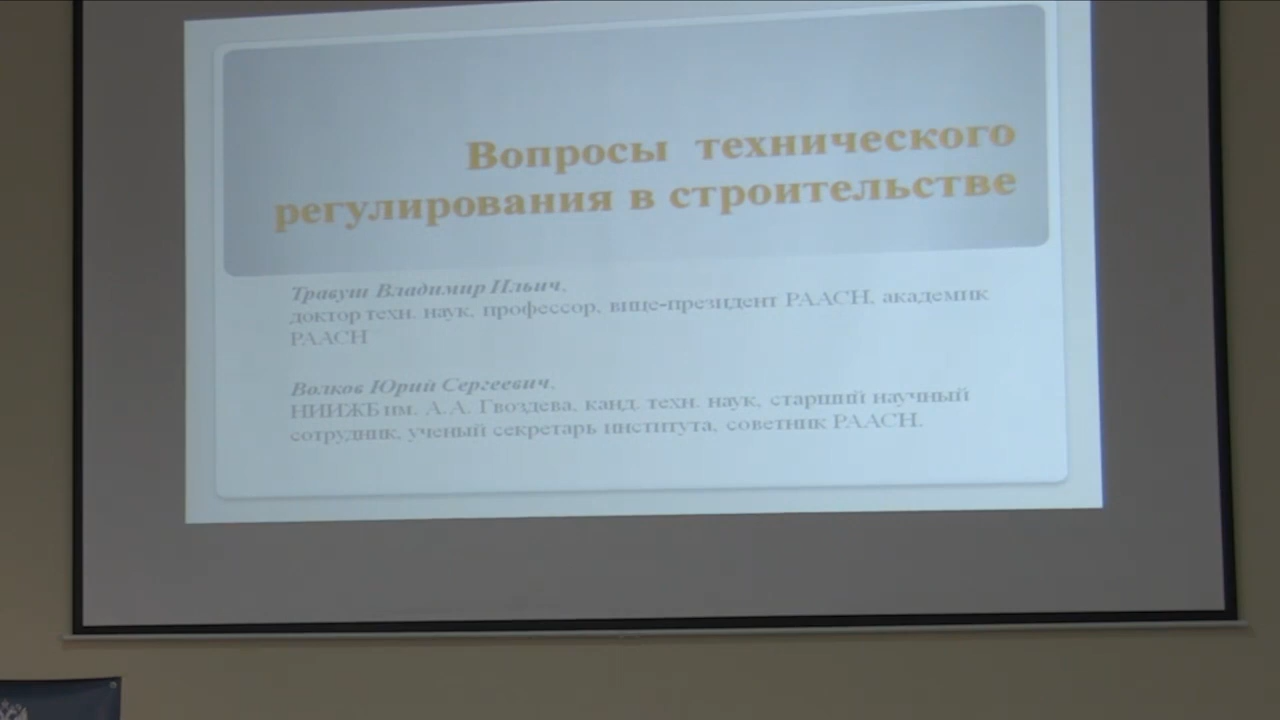 Вопросы технического
регулирования в строительстве
Травуш Владимир Ильич,
доктор техн. наук, профессор, вице-президент РААСН, академик
РААСН
Волков Юрий Сергеевич,
НИИЖБ им. А.А. Гвоздева, канд. техн. наук, старший научный
сотрудник, ученый секретарь института, советник РААСН.